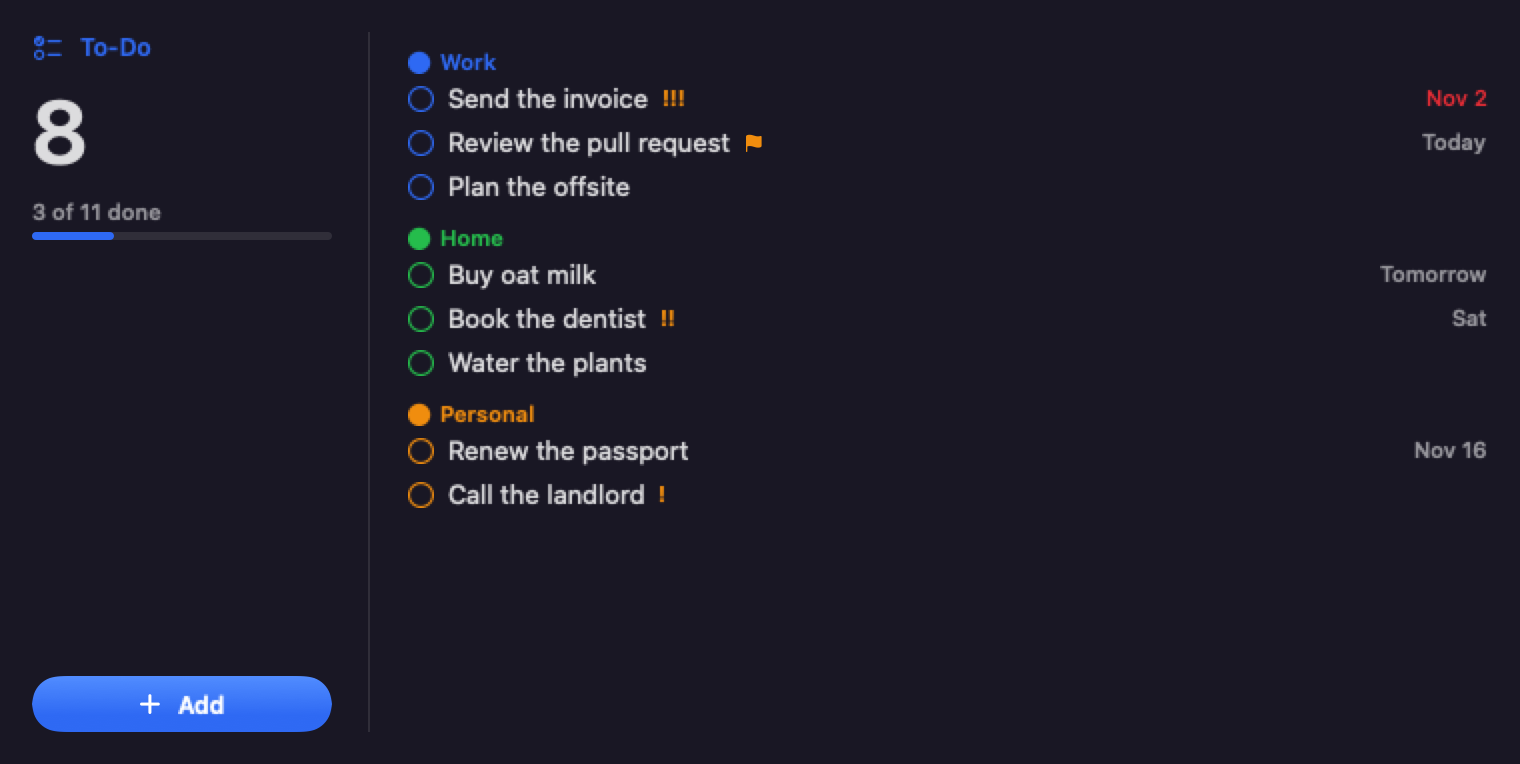 To-Do
8
3 of 11 done
+ Add
Work
Send the invoice !!! Nov 2
Review the pull request Today
Plan the offsite
Home
Buy oat milk Tomorrow
Book the dentist !! Sat
Water the plants
Personal
Renew the passport Nov 16
Call the landlord !